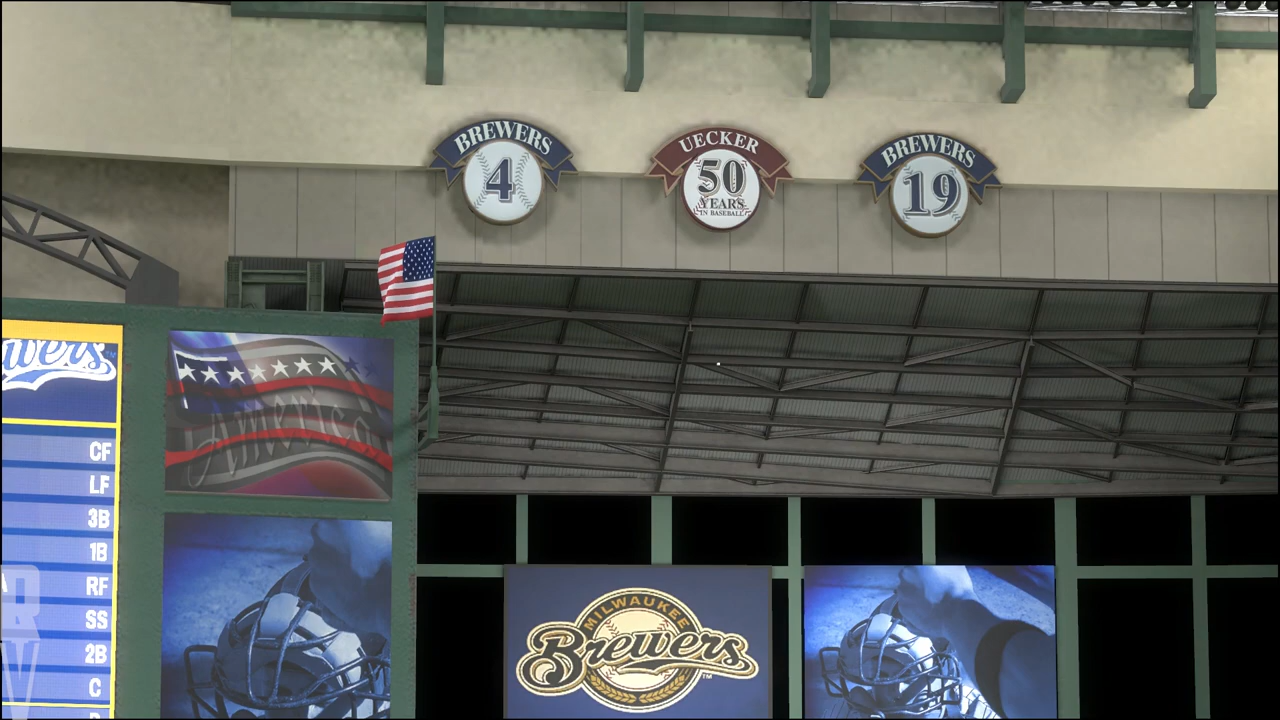 BREWERS
4
UECKER
50
YEARS
IN BASEBALL
BREWERS
19
America
CF
LF
3B
1B
RF
SS
2B
C
MILWAUKEE
Brewers
TM